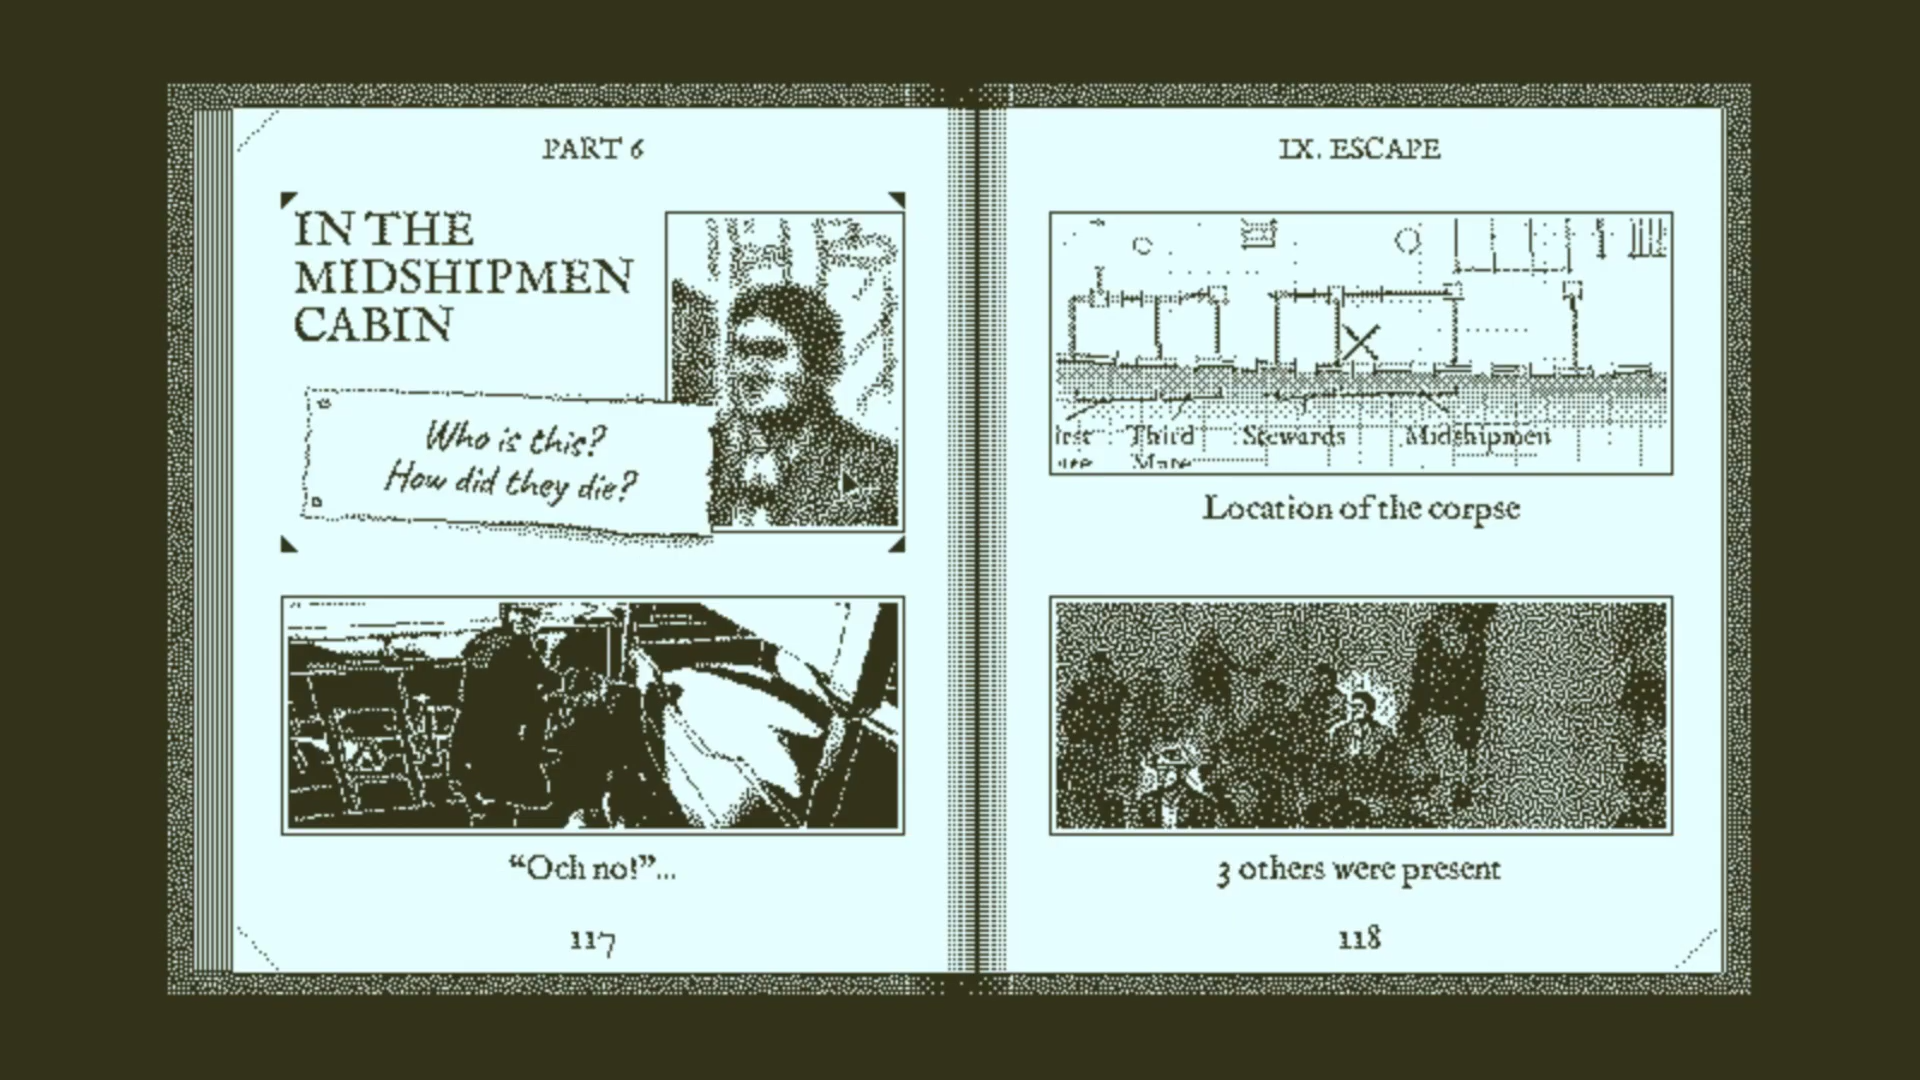 PART 6
IN THE
MIDSHIPMEN
CABIN
Who is this?
How did they die?
“Och no!”...
117
IX. ESCAPE
Third Stewards Midshipmen
Mate
Location of the corpse
3 others were present
118